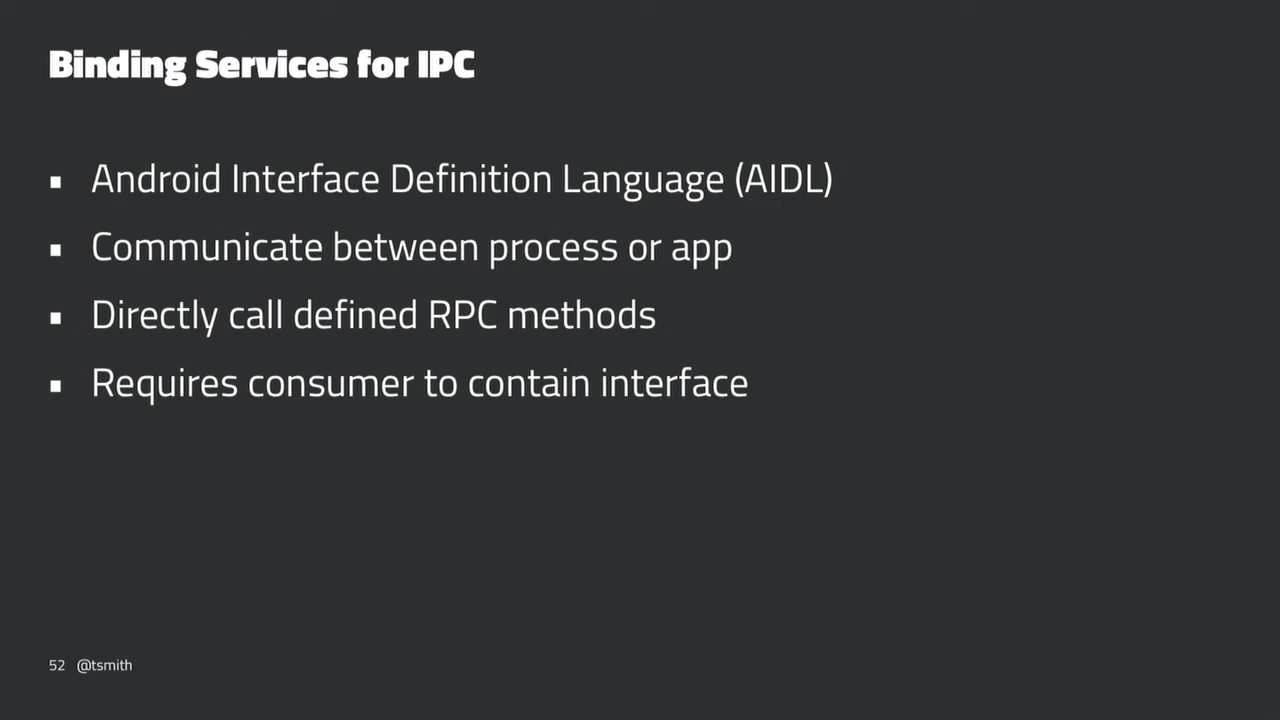 Binding Services for IPC
▪ Android Interface Definition Language (AIDL)
▪ Communicate between process or app
▪ Directly call defined RPC methods
▪ Requires consumer to contain interface
52 @tsmith